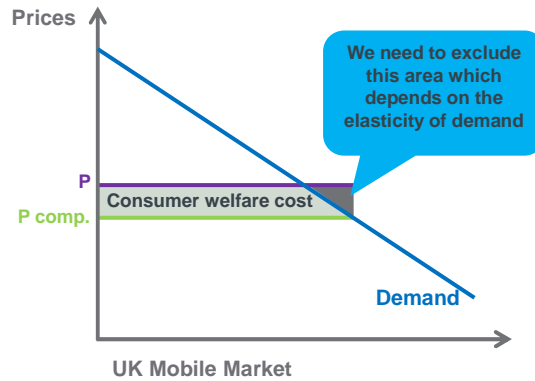 Prices
We need to exclude
this area which
depends on the
elasticity of demand
P
Consumer welfare cost
P comp.
Demand
UK Mobile Market